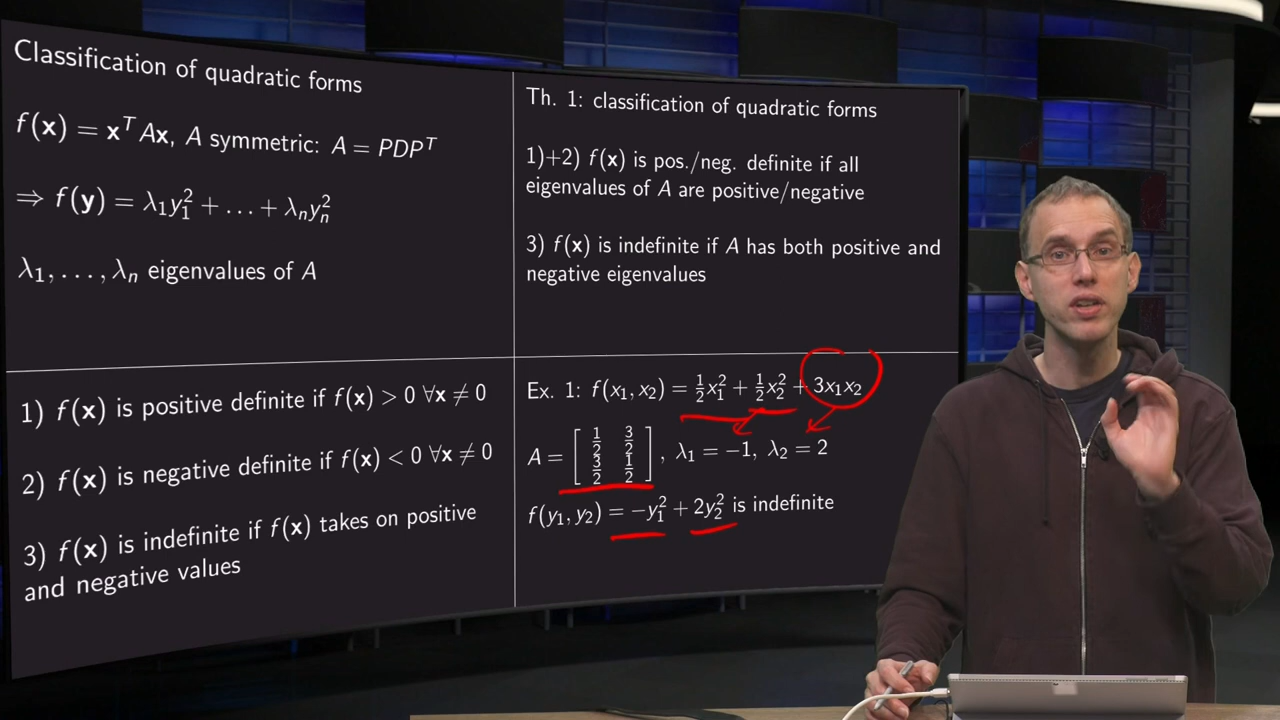 Classification of quadratic forms
f(x) = xᵀAx, A symmetric: A = PDPᵀ
⇒ f(y) = λ₁y₁² + … + λₙyₙ²
λ₁, …, λₙ eigenvalues of A
Th. 1: classification of quadratic forms
1)+2) f(x) is pos./neg. definite if all
eigenvalues of A are positive/negative
3) f(x) is indefinite if A has both positive and
negative eigenvalues
1) f(x) is positive definite if f(x) > 0 ∀x ≠ 0
2) f(x) is negative definite if f(x) < 0 ∀x ≠ 0
3) f(x) is indefinite if f(x) takes on positive
and negative values
Ex. 1: f(x₁, x₂) = ½x₁² + ½x₂² + 3x₁x₂
A = [ 1/2 3/2 ; 3/2 1/2 ], λ₁ = −1, λ₂ = 2
f(y₁, y₂) = −y₁² + 2y₂² is indefinite